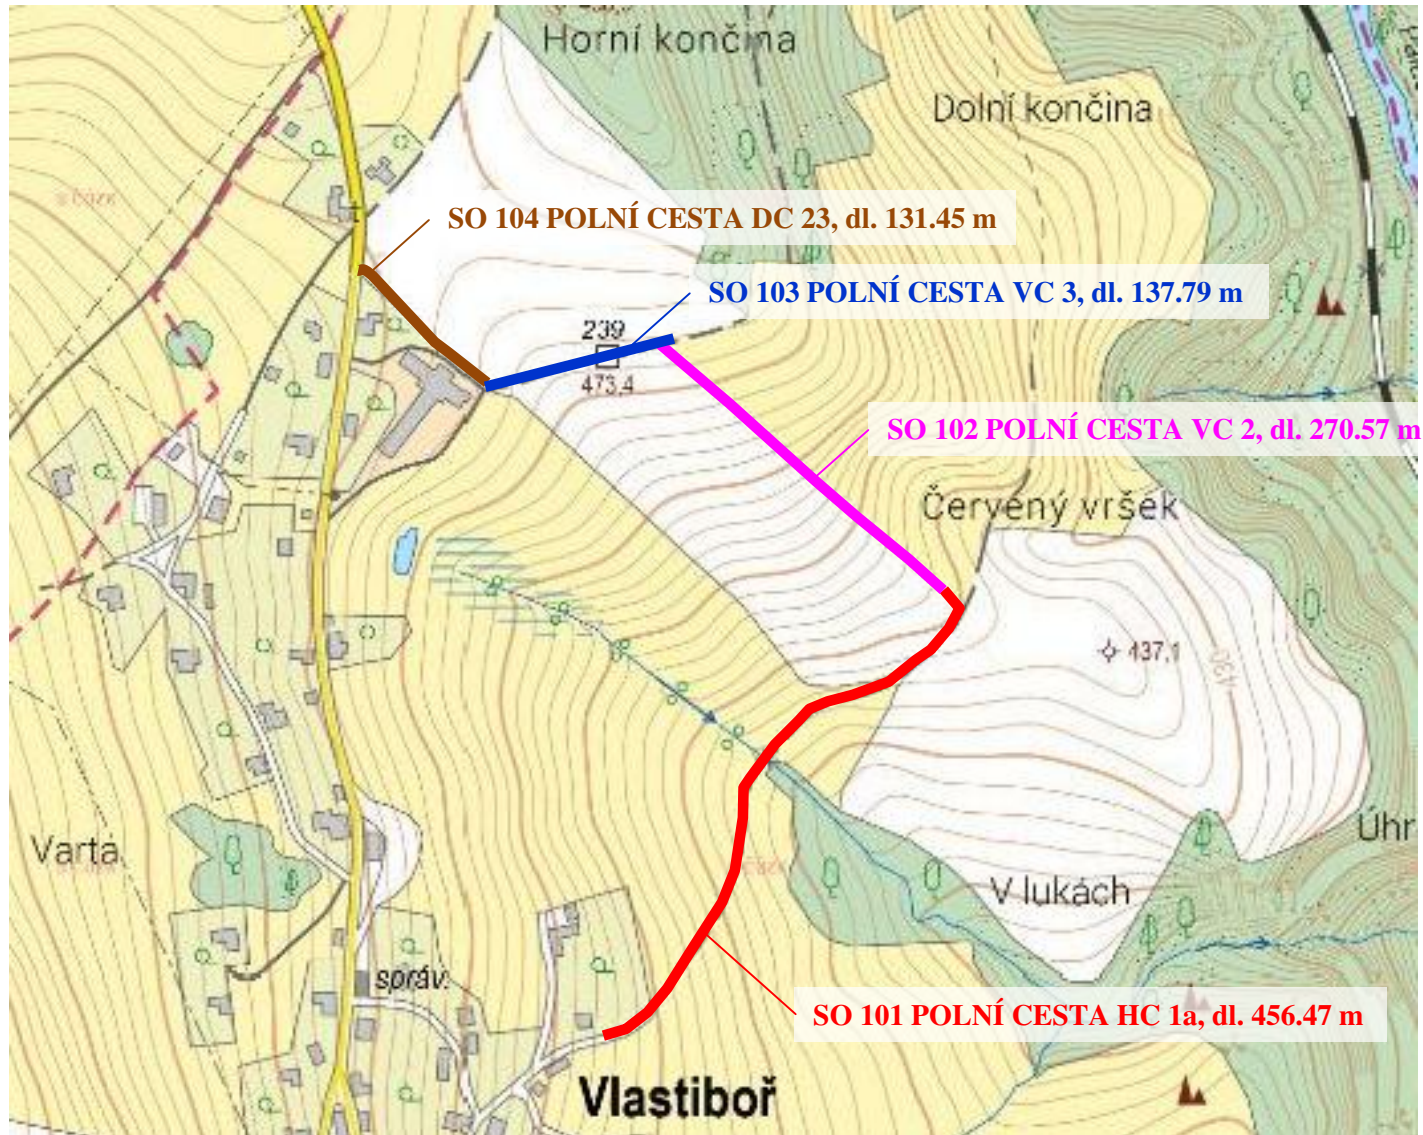 Horní končina
Dolní končina
SO 104 POLNÍ CESTA DC 23, dl. 131.45 m
SO 103 POLNÍ CESTA VC 3, dl. 137.79 m
239
473,4
SO 102 POLNÍ CESTA VC 2, dl. 270.57 m
Červený vršek
437,1
430
Varta
Úhr
V lukách
správ.
SO 101 POLNÍ CESTA HC 1a, dl. 456.47 m
Vlastiboř